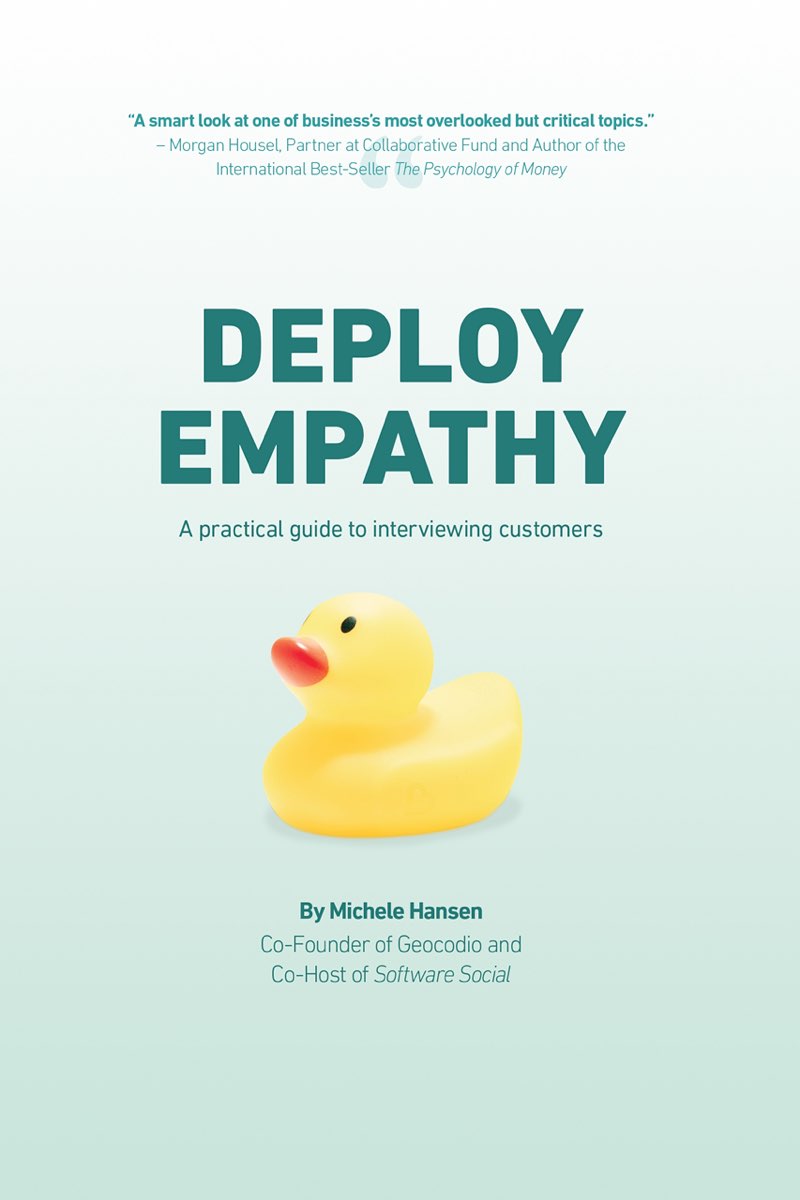 “A smart look at one of business’s most overlooked but critical topics.”
– Morgan Housel, Partner at Collaborative Fund and Author of the
International Best-Seller The Psychology of Money
DEPLOY
EMPATHY
A practical guide to interviewing customers
By Michele Hansen
Co-Founder of Geocodio and
Co-Host of Software Social